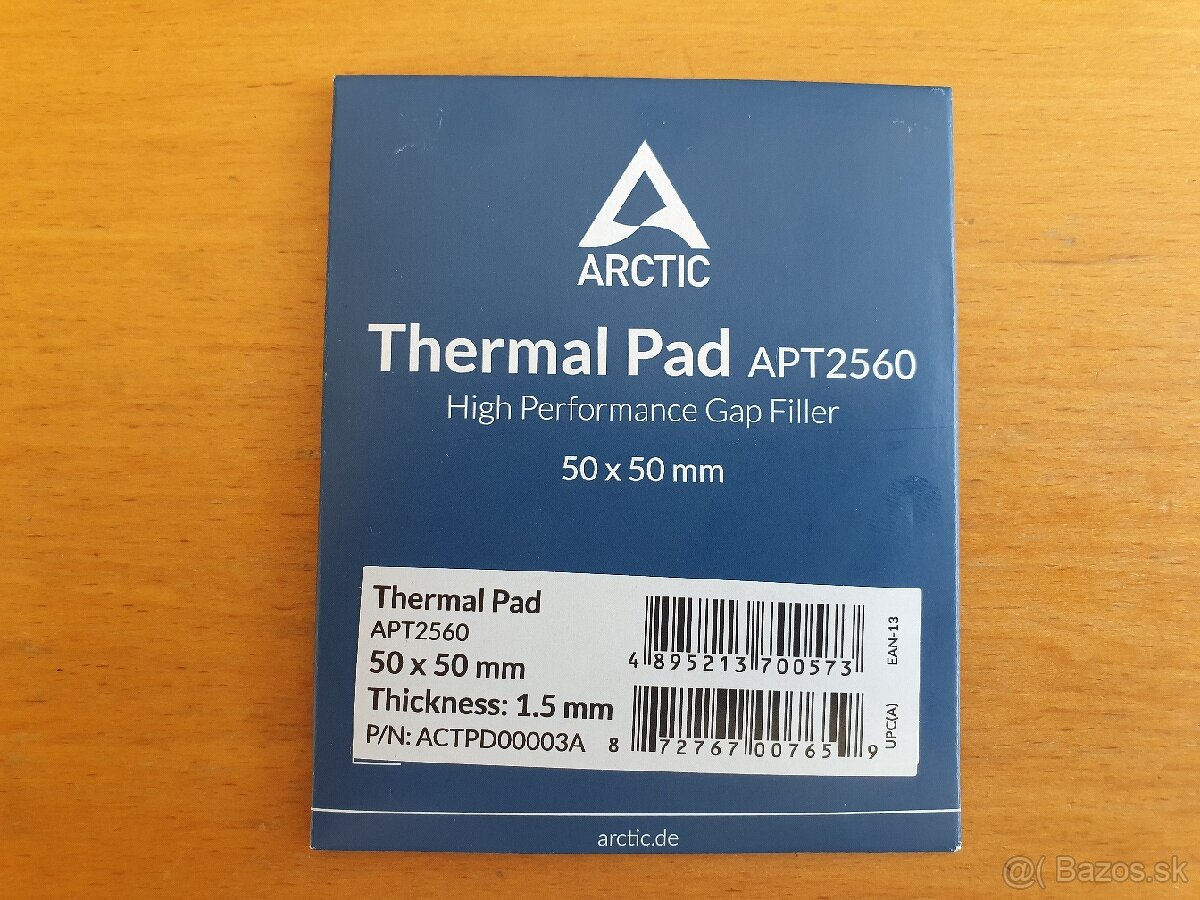 ARCTIC
Thermal Pad APT2560
High Performance Gap Filler
50 x 50 mm
Thermal Pad
APT2560
50 x 50 mm
Thickness: 1.5 mm
P/N: ACTPD00003A
4 895213 700573
EAN-13
8 72767 00765 9
UPC(A)
arctic.de
@( Bazos.sk